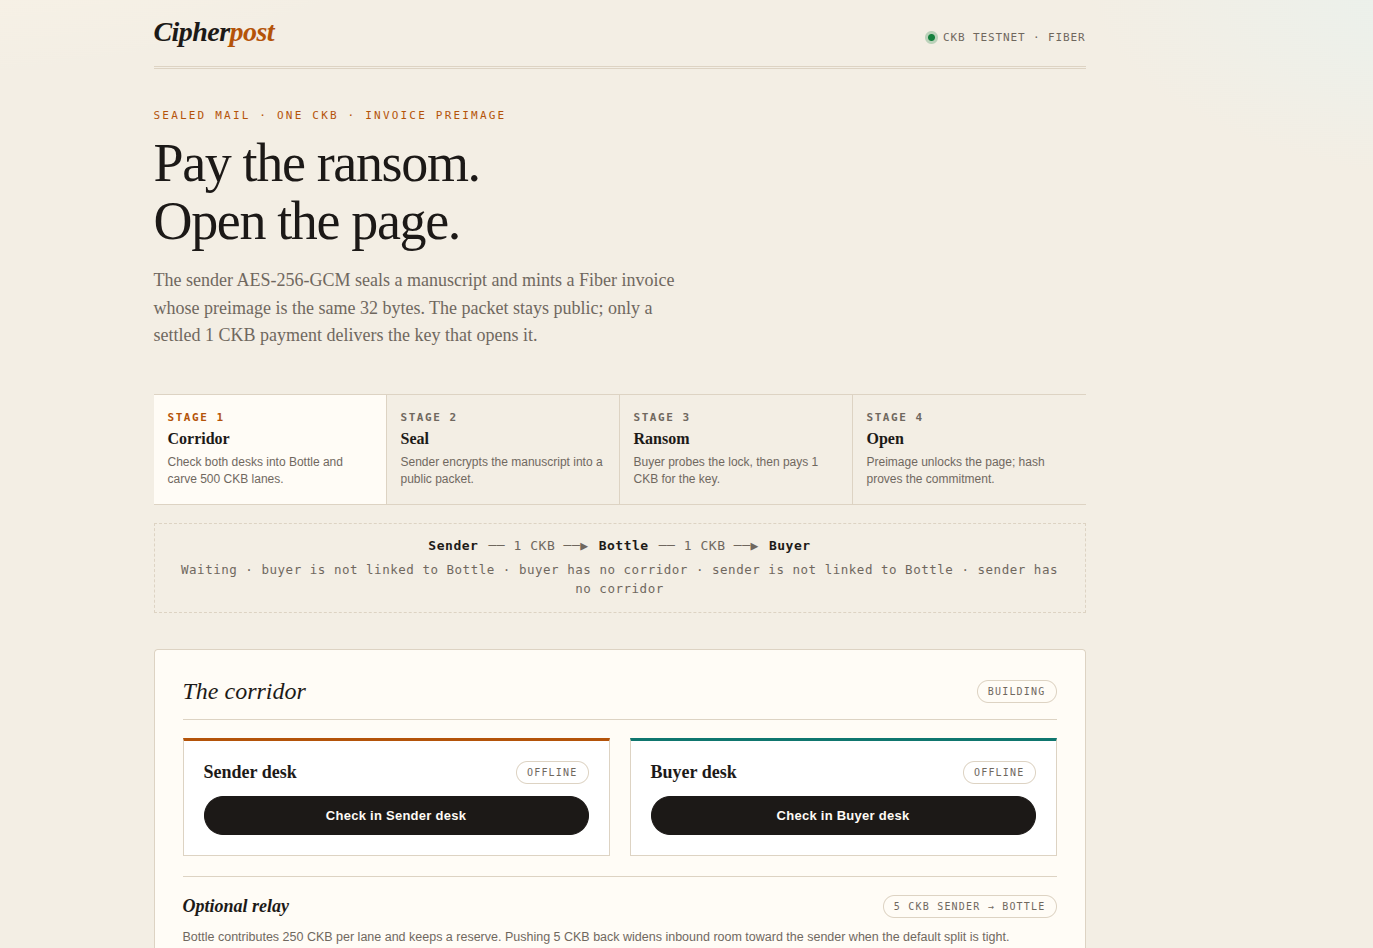 Cipherpost
CKB TESTNET · FIBER
SEALED MAIL · ONE CKB · INVOICE PREIMAGE
Pay the ransom.
Open the page.
The sender AES-256-GCM seals a manuscript and mints a Fiber invoice
whose preimage is the same 32 bytes. The packet stays public; only a
settled 1 CKB payment delivers the key that opens it.
STAGE 1
Corridor
Check both desks into Bottle and
carve 500 CKB lanes.
STAGE 2
Seal
Sender encrypts the manuscript into a
public packet.
STAGE 3
Ransom
Buyer probes the lock, then pays 1
CKB for the key.
STAGE 4
Open
Preimage unlocks the page; hash
proves the commitment.
Sender —— 1 CKB ——▶ Bottle —— 1 CKB ——▶ Buyer
Waiting · buyer is not linked to Bottle · buyer has no corridor · sender is not linked to Bottle · sender has
no corridor
The corridor
BUILDING
Sender desk
OFFLINE
Check in Sender desk
Buyer desk
OFFLINE
Check in Buyer desk
Optional relay
5 CKB SENDER → BOTTLE
Bottle contributes 250 CKB per lane and keeps a reserve. Pushing 5 CKB back widens inbound room toward the sender when the default split is tight.